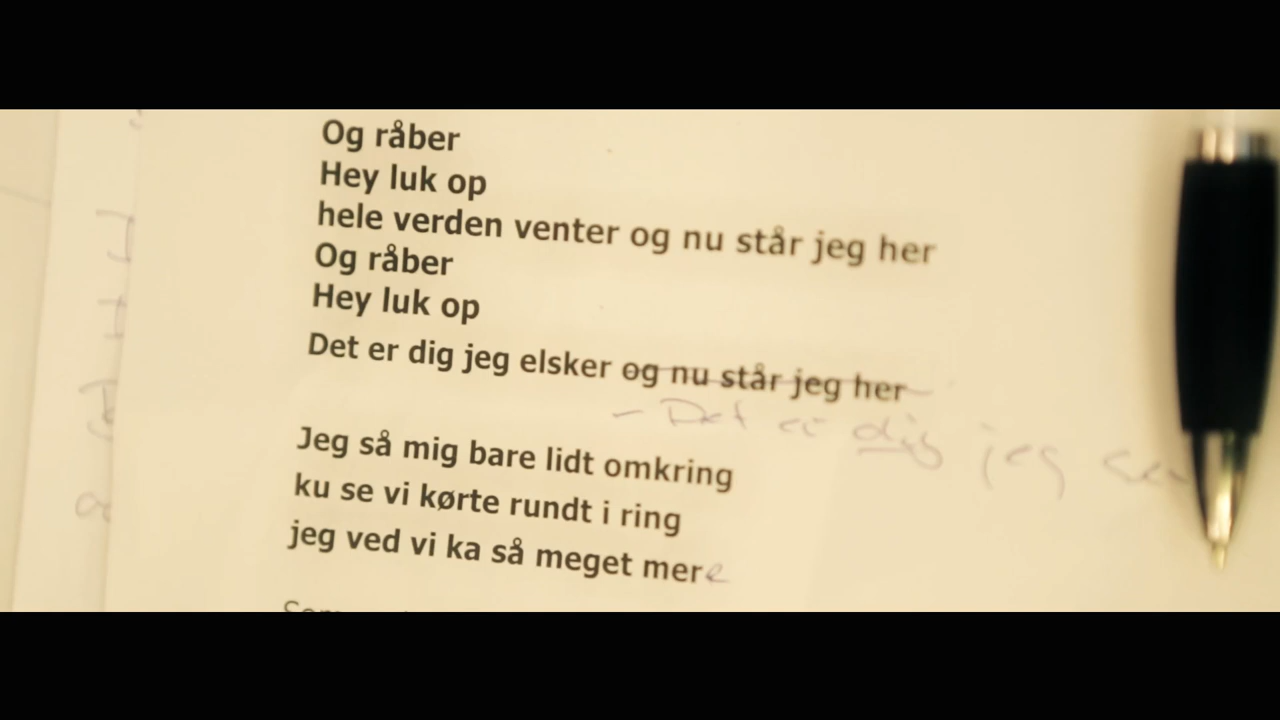 Og råber
Hey luk op
hele verden venter og nu står jeg her
Og råber
Hey luk op
Det er dig jeg elsker og nu står jeg her
- Det er dig jeg
Jeg så mig bare lidt omkring
ku se vi kørte rundt i ring
jeg ved vi ka så meget mere